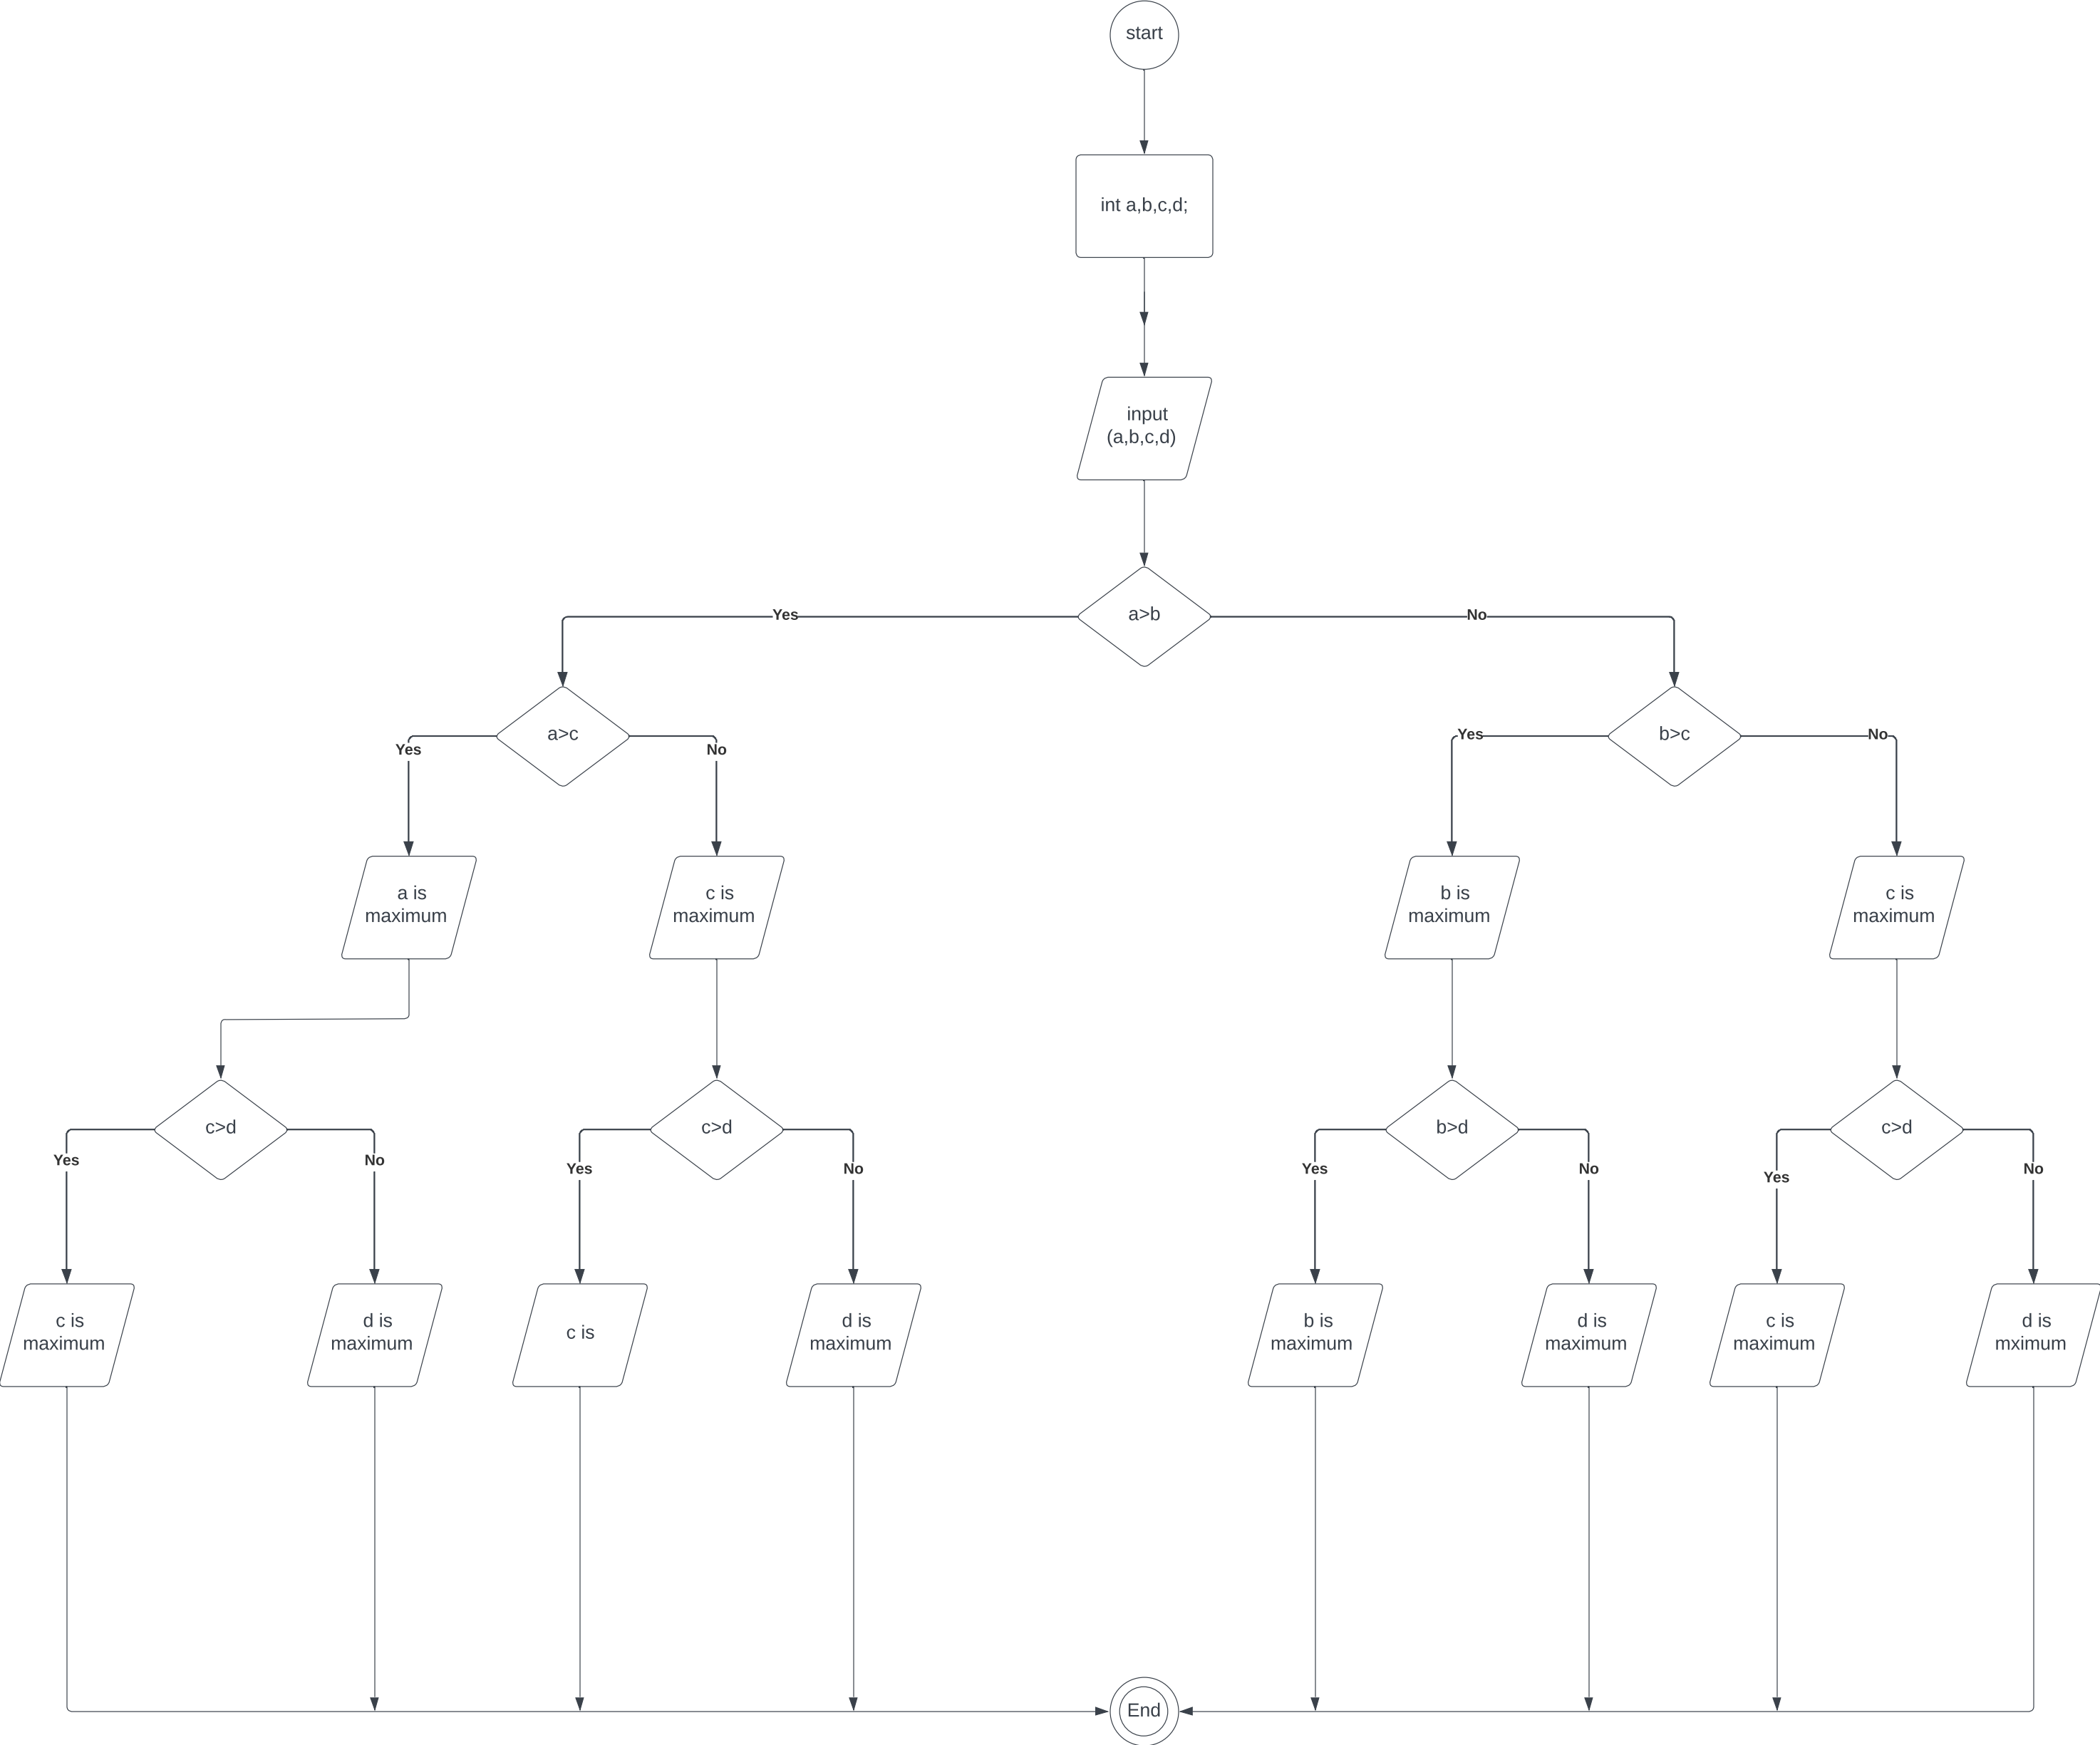 start
int a,b,c,d;
input
(a,b,c,d)
a>b
Yes
No
a>c
b>c
Yes
No
Yes
No
a is
maximum
c is
maximum
b is
maximum
c is
maximum
c>d
c>d
b>d
c>d
Yes
No
Yes
No
Yes
No
Yes
No
c is
maximum
d is
maximum
c is
d is
maximum
b is
maximum
d is
maximum
c is
maximum
d is
mximum
End